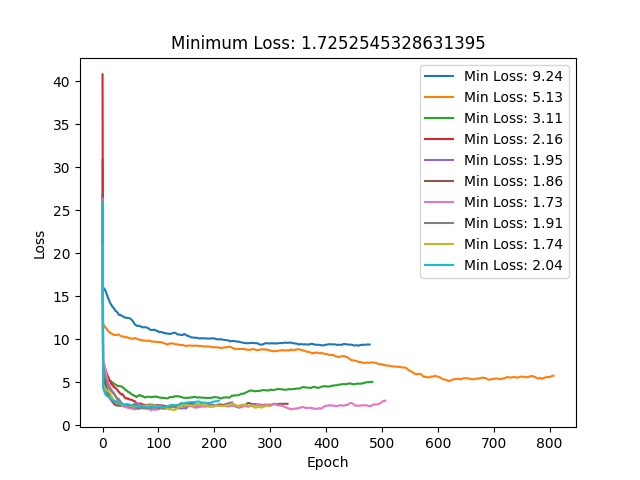 Minimum Loss: 1.7252545328631395
Min Loss: 9.24
Min Loss: 5.13
Min Loss: 3.11
Min Loss: 2.16
Min Loss: 1.95
Min Loss: 1.86
Min Loss: 1.73
Min Loss: 1.91
Min Loss: 1.74
Min Loss: 2.04
Loss
40
35
30
25
20
15
10
5
0
0 100 200 300 400 500 600 700 800
Epoch